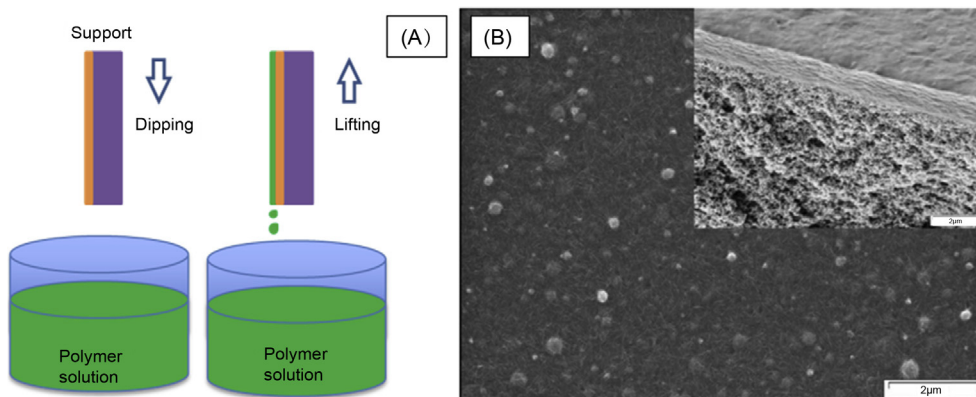 Support
(A)
Dipping
Lifting
Polymer
solution
Polymer
solution
(B)
2μm
2μm